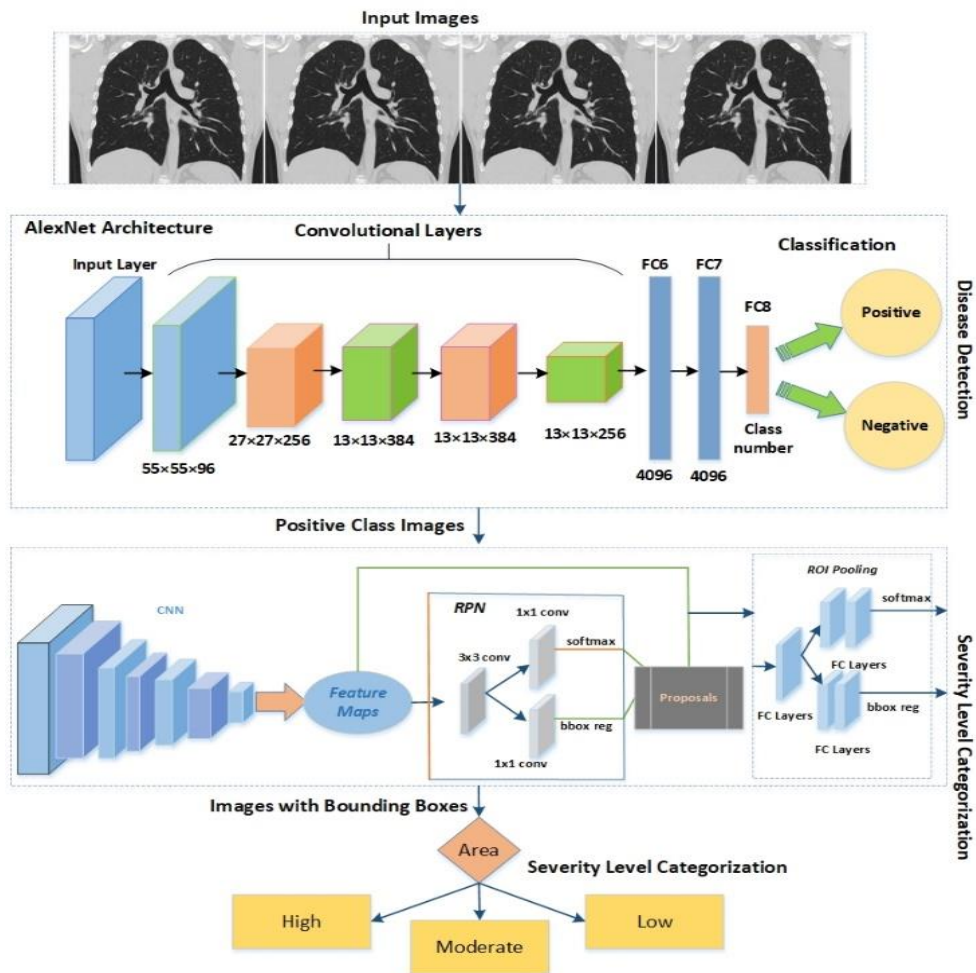 Input Images
AlexNet Architecture
Convolutional Layers
Input Layer
FC6
FC7
Classification
FC8
Positive
Negative
55×55×96
27×27×256
13×13×384
13×13×384
13×13×256
4096
4096
Class
number
Disease Detection
Positive Class Images
CNN
Feature
Maps
RPN
3x3 conv
1x1 conv
softmax
bbox reg
1x1 conv
Proposals
ROI Pooling
softmax
FC Layers
FC Layers
bbox reg
FC Layers
Severity Level Categorization
Images with Bounding Boxes
Area
Severity Level Categorization
High
Moderate
Low